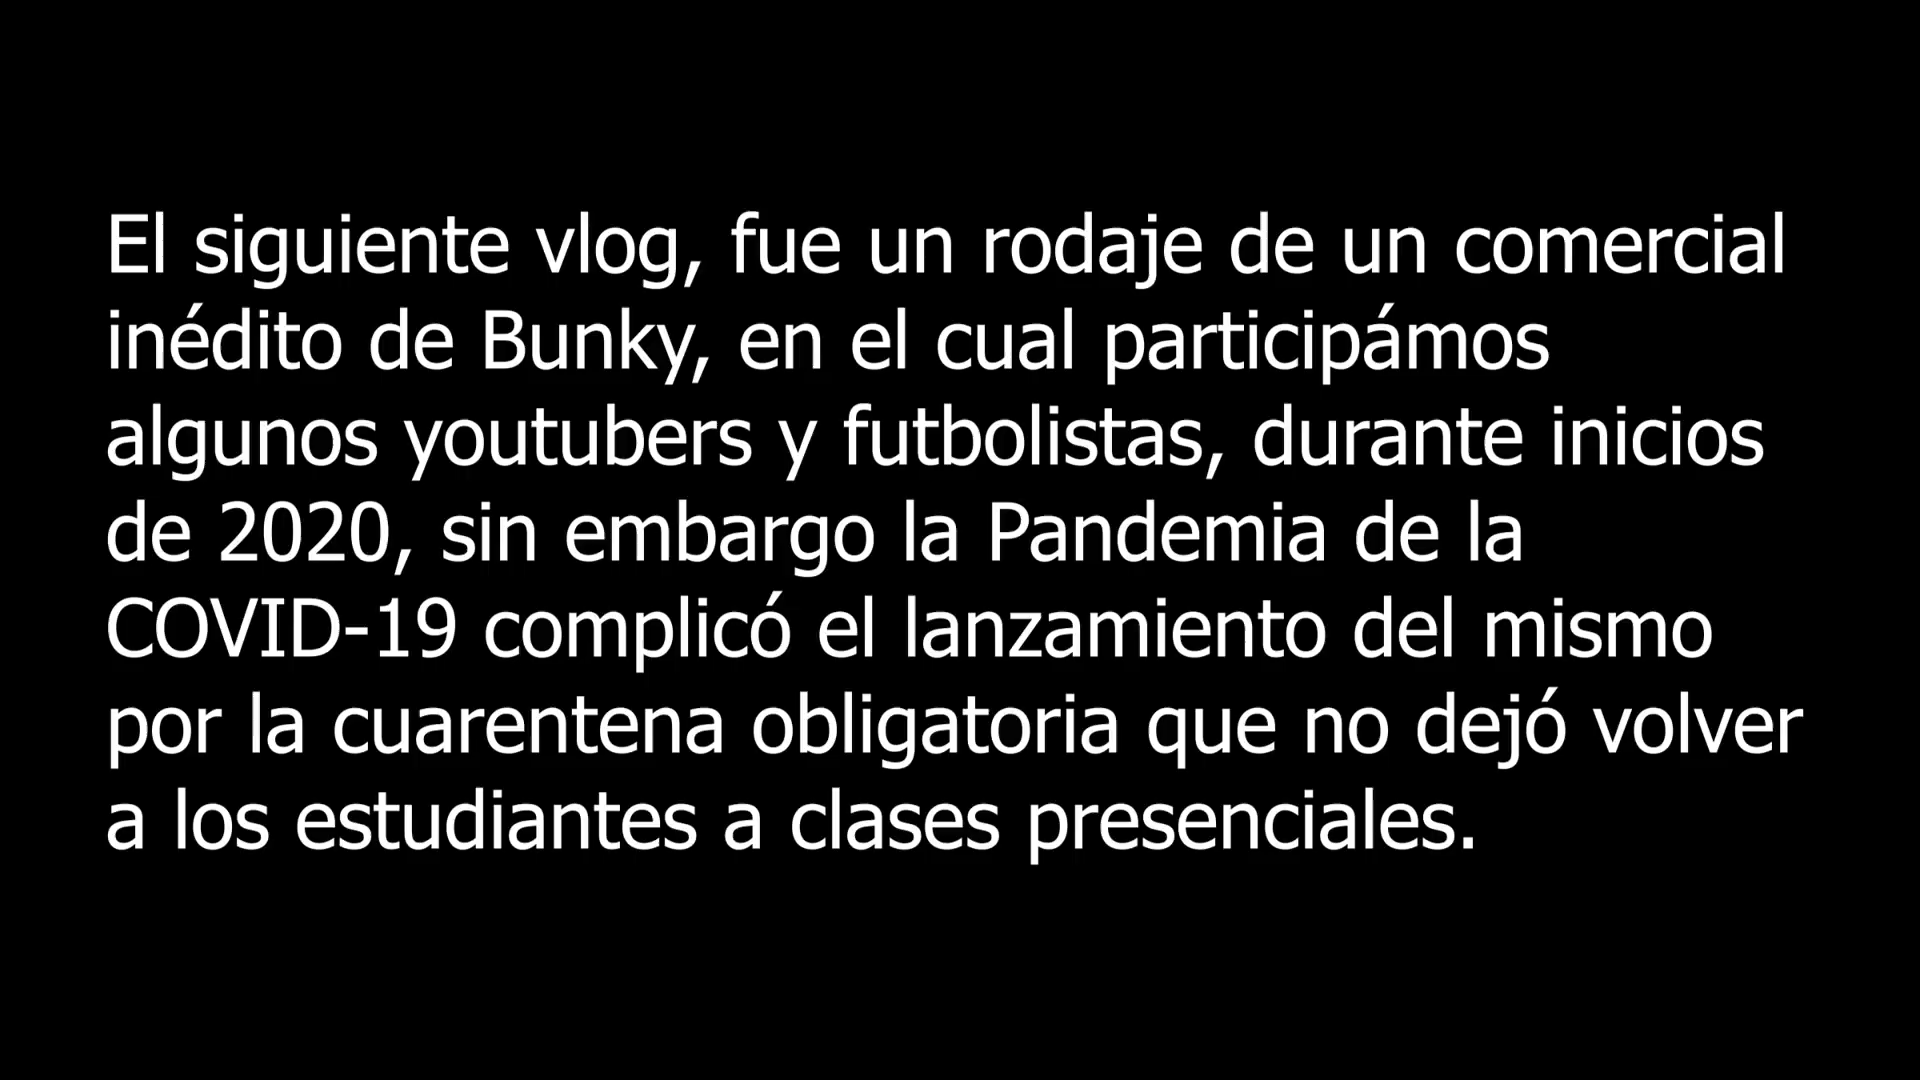 El siguiente vlog, fue un rodaje de un comercial
inédito de Bunky, en el cual participámos
algunos youtubers y futbolistas, durante inicios
de 2020, sin embargo la Pandemia de la
COVID-19 complicó el lanzamiento del mismo
por la cuarentena obligatoria que no dejó volver
a los estudiantes a clases presenciales.